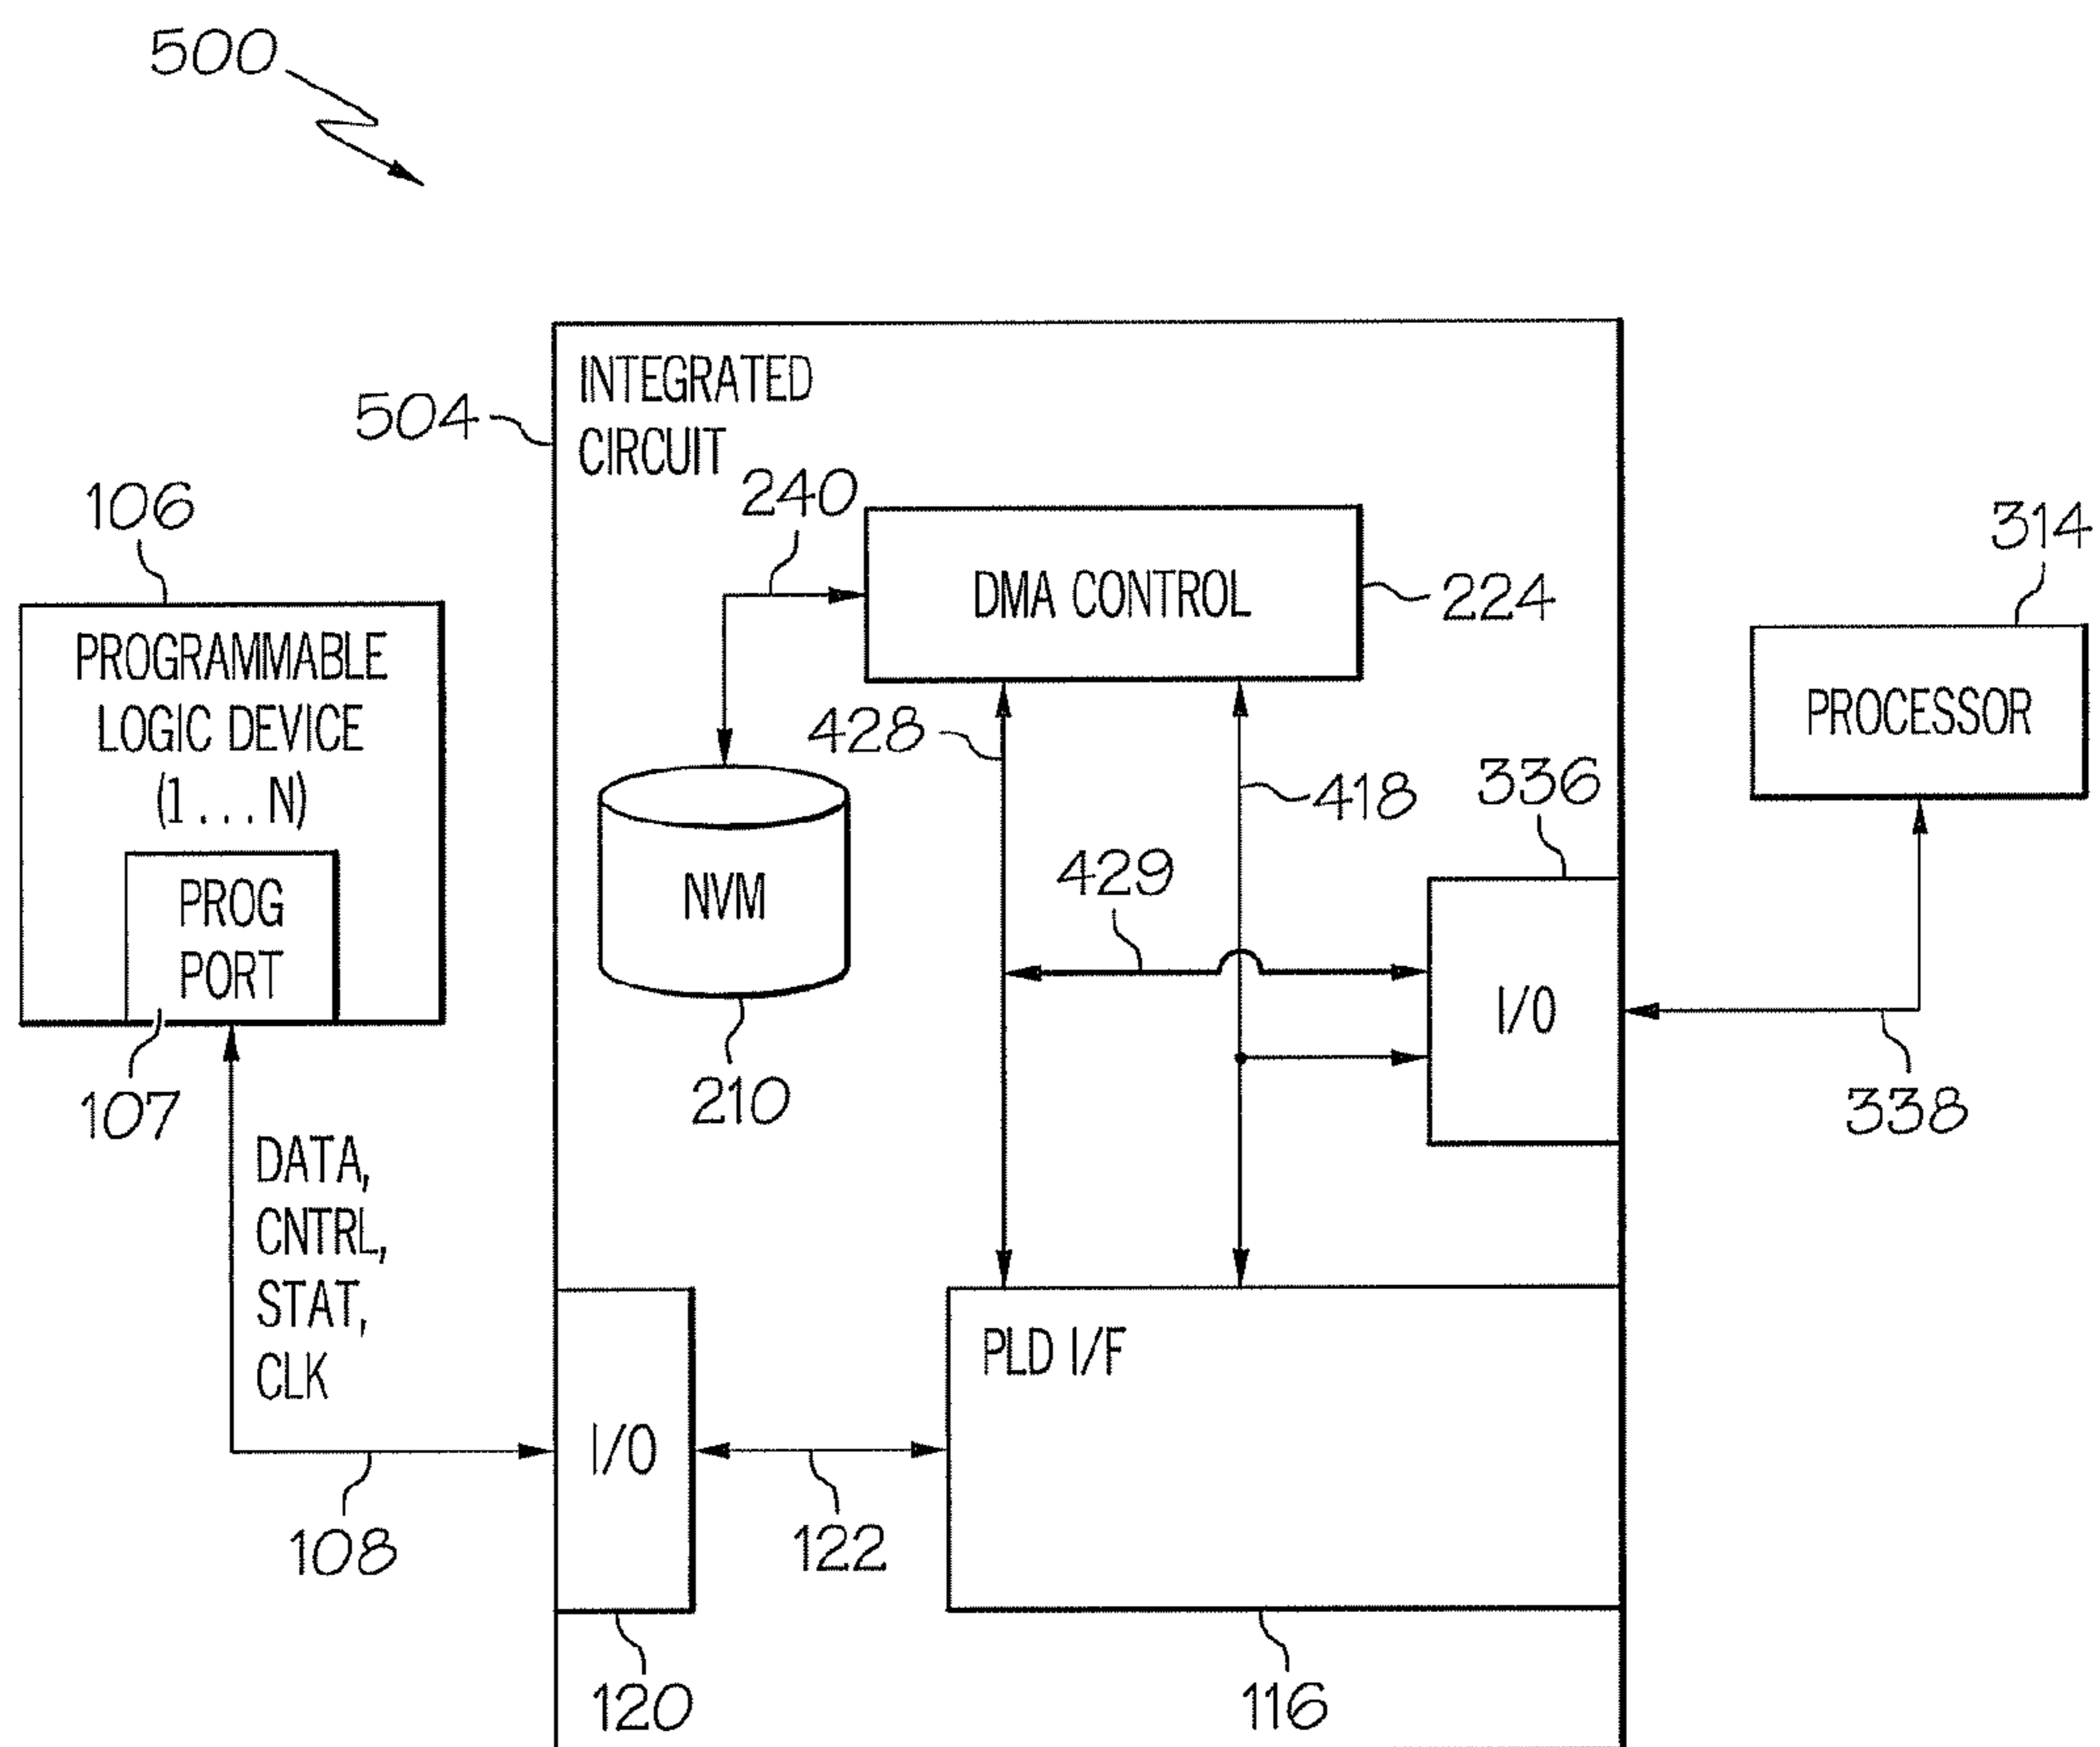 500
INTEGRATED
CIRCUIT
504
240
106
DMA CONTROL
224
314
PROGRAMMABLE
LOGIC DEVICE
(1...N)
PROCESSOR
428
418
336
429
NVM
PROG
PORT
I/O
107
210
338
DATA,
CNTRL,
STAT,
CLK
PLD I/F
I/O
108
122
120
116